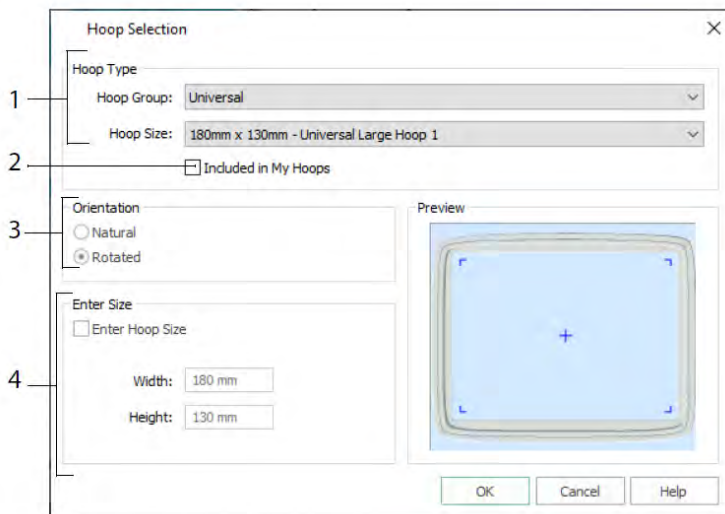 Hoop Selection
Hoop Type
1
Hoop Group: Universal
Hoop Size: 180mm x 130mm - Universal Large Hoop 1
2
Included in My Hoops
Orientation
3
Natural
Rotated
Preview
Enter Size
Enter Hoop Size
4
Width: 180 mm
Height: 130 mm
OK Cancel Help